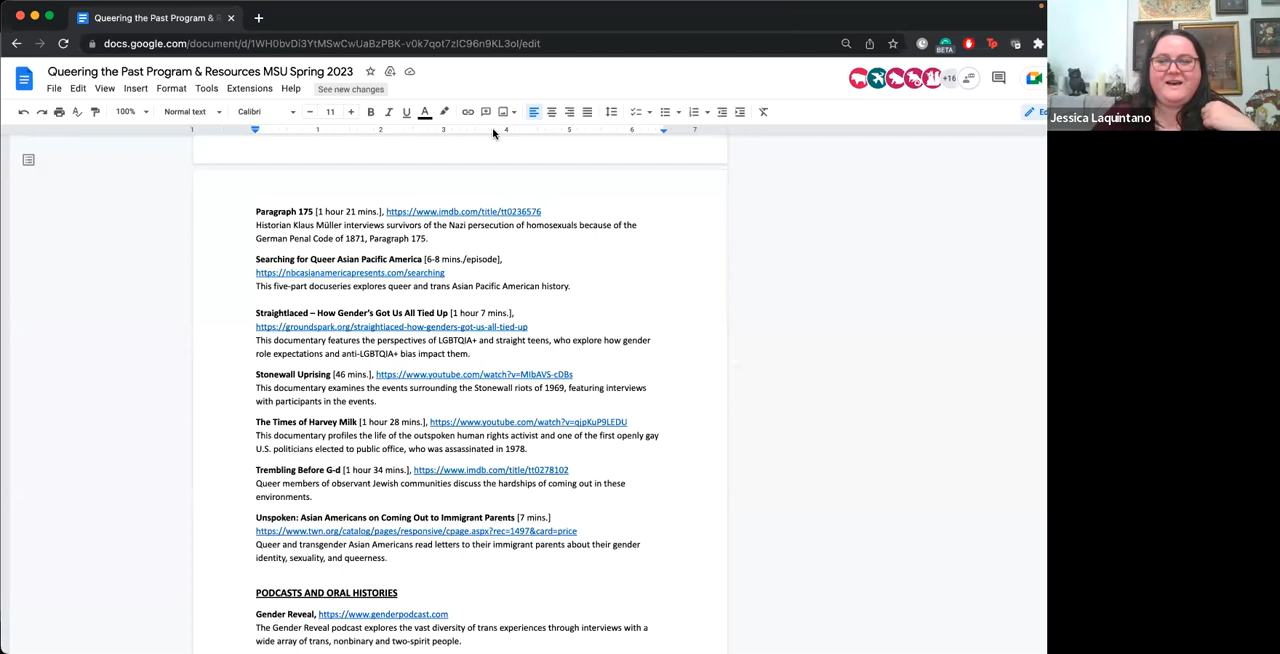 Queering the Past Program & R
docs.google.com/document/d/1WH0bvDi3YtMSwCwUaBzPBK-v0k7qot7zIC96n9KL3oI/edit
BETA
Queering the Past Program & Resources MSU Spring 2023
File Edit View Insert Format Tools Extensions Help See new changes
+16
100% Normal text Calibri 11 B I U A
Ed
1 1 2 3 4 5 6 7
Jessica Laquintano
Paragraph 175 [1 hour 21 mins.], https://www.imdb.com/title/tt0236576
Historian Klaus Müller interviews survivors of the Nazi persecution of homosexuals because of the
German Penal Code of 1871, Paragraph 175.
Searching for Queer Asian Pacific America [6-8 mins./episode],
https://nbcasianamericapresents.com/searching
This five-part docuseries explores queer and trans Asian Pacific American history.
Straightlaced – How Gender's Got Us All Tied Up [1 hour 7 mins.],
https://groundspark.org/straightlaced-how-genders-got-us-all-tied-up
This documentary features the perspectives of LGBTQIA+ and straight teens, who explore how gender
role expectations and anti-LGBTQIA+ bias impact them.
Stonewall Uprising [46 mins.], https://www.youtube.com/watch?v=MIbAVS-cDBs
This documentary examines the events surrounding the Stonewall riots of 1969, featuring interviews
with participants in the events.
The Times of Harvey Milk [1 hour 28 mins.], https://www.youtube.com/watch?v=qjpKuP9LEDU
This documentary profiles the life of the outspoken human rights activist and one of the first openly gay
U.S. politicians elected to public office, who was assassinated in 1978.
Trembling Before G-d [1 hour 34 mins.], https://www.imdb.com/title/tt0278102
Queer members of observant Jewish communities discuss the hardships of coming out in these
environments.
Unspoken: Asian Americans on Coming Out to Immigrant Parents [7 mins.]
https://www.twn.org/catalog/pages/responsive/cpage.aspx?rec=1497&card=price
Queer and transgender Asian Americans read letters to their immigrant parents about their gender
identity, sexuality, and queerness.
PODCASTS AND ORAL HISTORIES
Gender Reveal, https://www.genderpodcast.com
The Gender Reveal podcast explores the vast diversity of trans experiences through interviews with a
wide array of trans, nonbinary and two-spirit people.